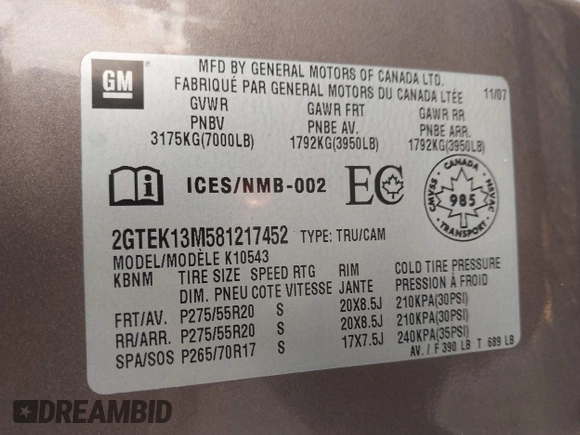 GM
MFD BY GENERAL MOTORS OF CANADA LTD.
FABRIQUÉ PAR GENERAL MOTORS DU CANADA LTÉE
11/07
GVWR GAWR FRT GAWR RR
PNBV PNBE AV. PNBE ARR.
3175KG(7000LB) 1792KG(3950LB) 1792KG(3950LB)
i ICES/NMB-002 EC
CANADA
CMVSS 985 NSVAC
TRANSPORT
2GTEK13M581217452 TYPE: TRU/CAM
MODEL/MODÈLE K10543
KBNM TIRE SIZE SPEED RTG RIM COLD TIRE PRESSURE
DIM. PNEU COTE VITESSE JANTE PRESSION À FROID
FRT/AV. P275/55R20 S 20X8.5J 210KPA(30PSI)
RR/ARR. P275/55R20 S 20X8.5J 210KPA(30PSI)
SPA/SOS P265/70R17 S 17X7.5J 240KPA(35PSI)
AV./ F 390 LB T 689 LB
DREAMBID